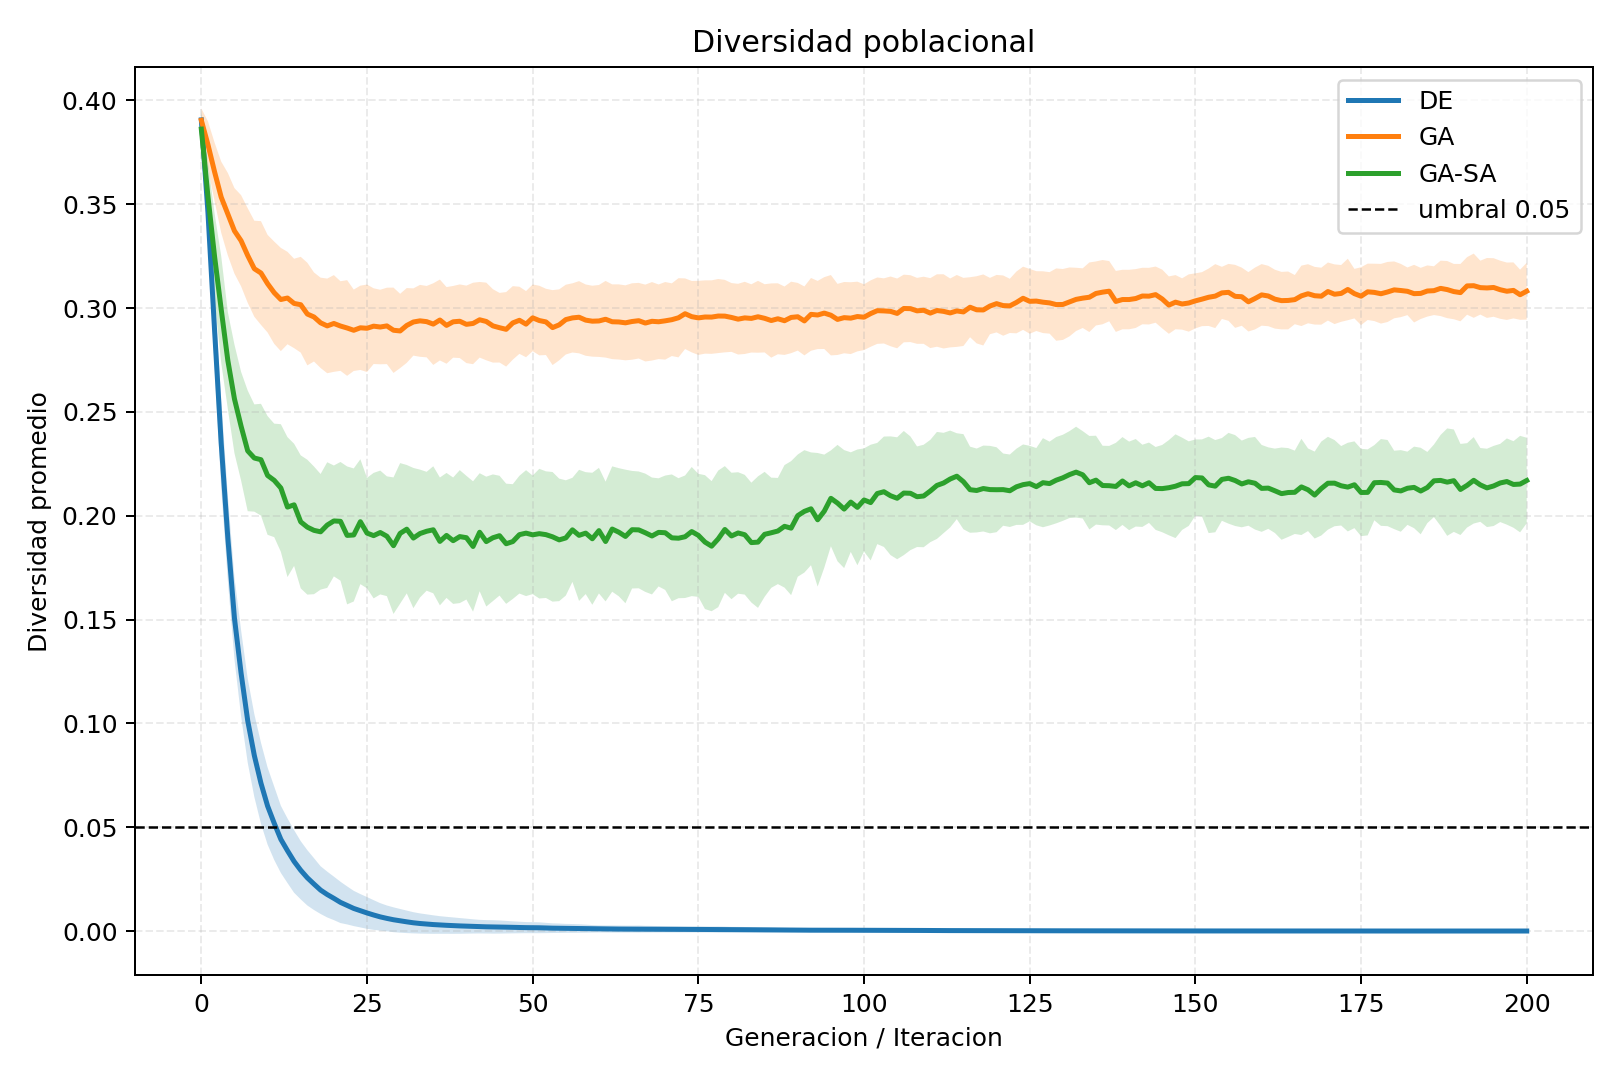 Diversidad poblacional
DE
GA
GA-SA
umbral 0.05
Diversidad promedio
0.40
0.35
0.30
0.25
0.20
0.15
0.10
0.05
0.00
0 25 50 75 100 125 150 175 200
Generacion / Iteracion